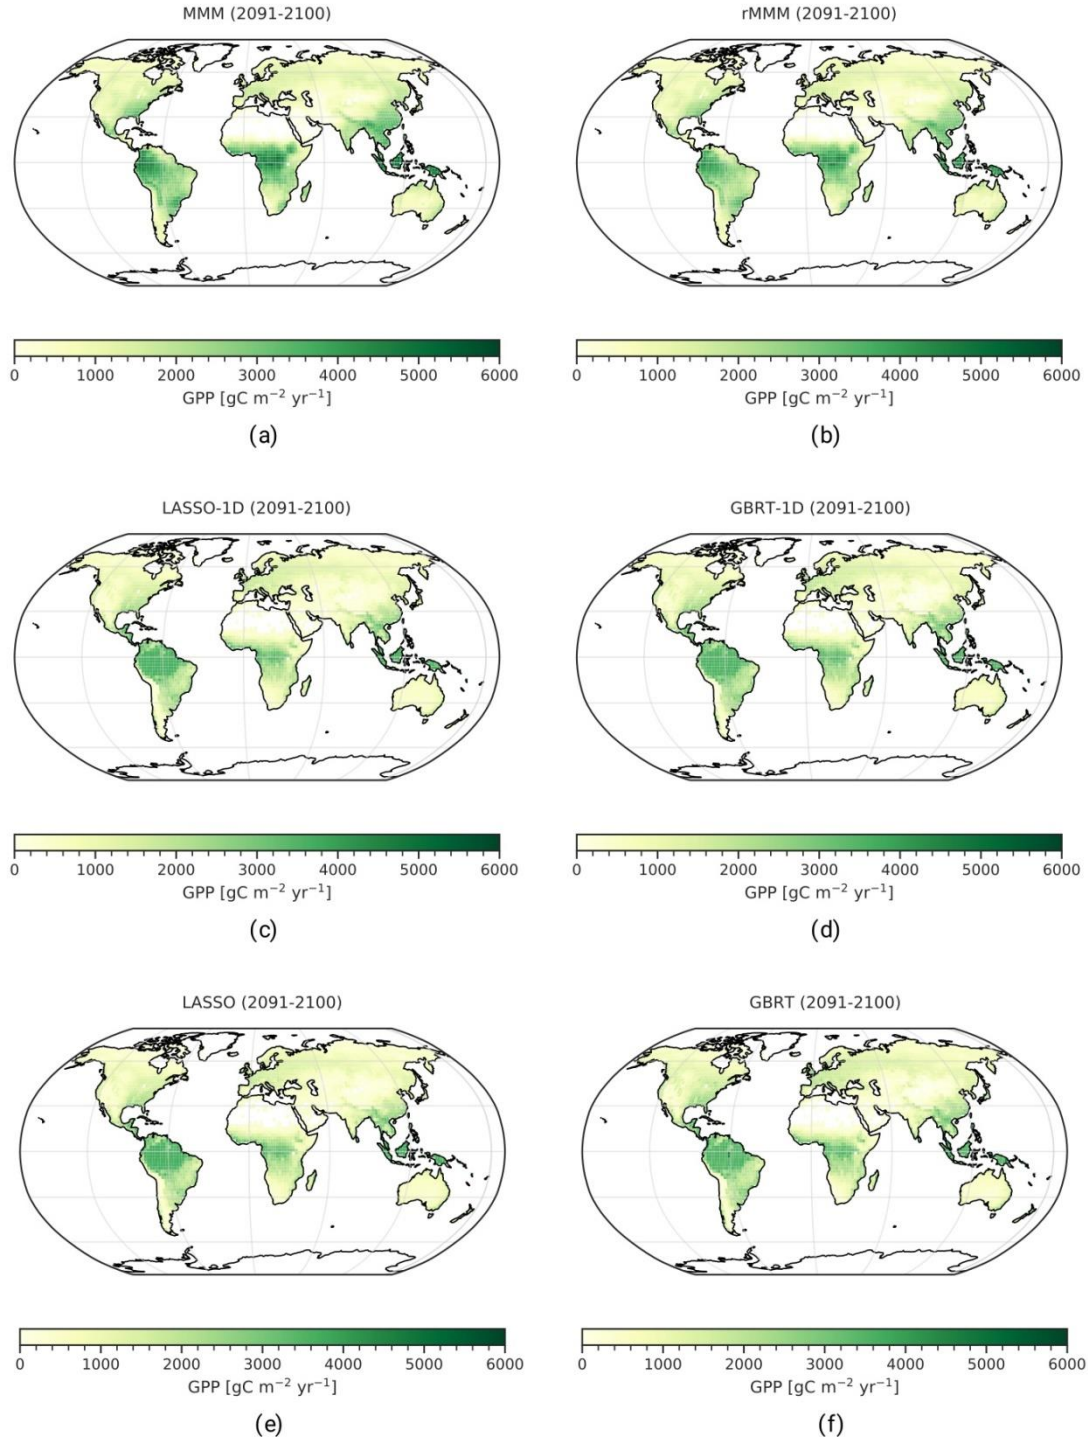 MMM (2091-2100)
rMMM (2091-2100)
0 1000 2000 3000 4000 5000 6000
GPP [gC m⁻² yr⁻¹]
(a)
0 1000 2000 3000 4000 5000 6000
GPP [gC m⁻² yr⁻¹]
(b)
LASSO-1D (2091-2100)
GBRT-1D (2091-2100)
0 1000 2000 3000 4000 5000 6000
GPP [gC m⁻² yr⁻¹]
(c)
0 1000 2000 3000 4000 5000 6000
GPP [gC m⁻² yr⁻¹]
(d)
LASSO (2091-2100)
GBRT (2091-2100)
0 1000 2000 3000 4000 5000 6000
GPP [gC m⁻² yr⁻¹]
(e)
0 1000 2000 3000 4000 5000 6000
GPP [gC m⁻² yr⁻¹]
(f)